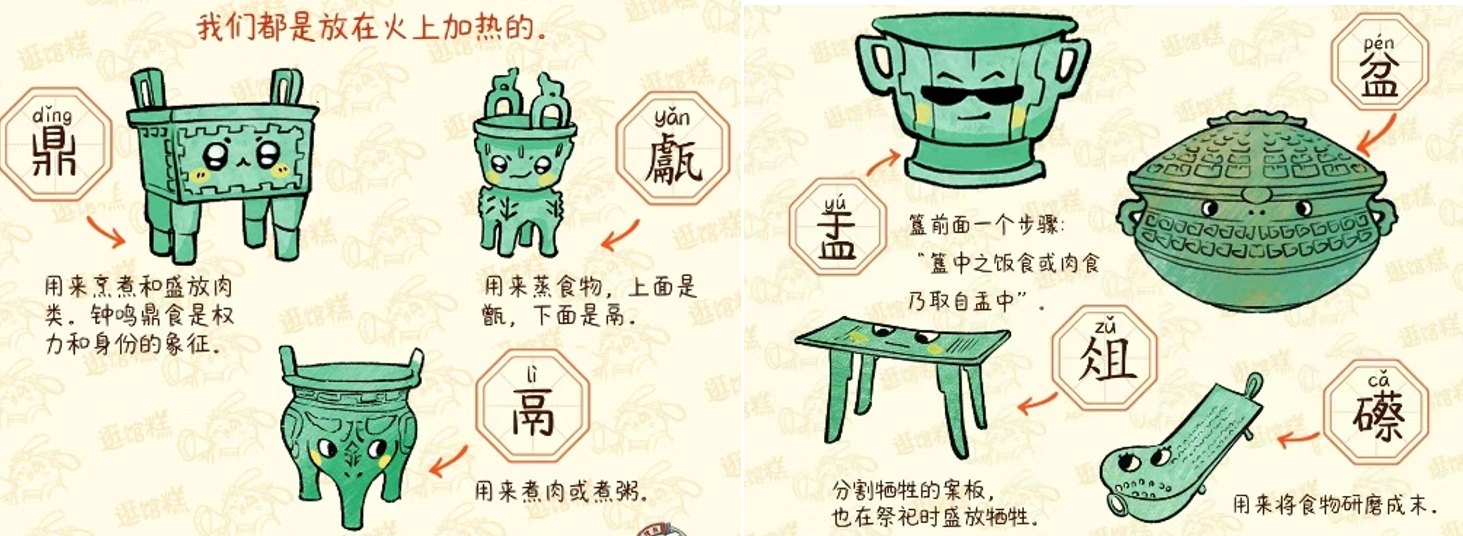 我们都是放在火上加热的。
dǐng
鼎
用来烹煮和盛放肉
类。钟鸣鼎食是权
力和身份的象征。
yǎn
甗
用来蒸食物，上面是
甑，下面是鬲。
lì
鬲
用来煮肉或煮粥。
pén
盆
yú
盂
簠前面一个步骤：
“簠中之饭食或肉食
乃取自盂中”。
zǔ
俎
分割牺牲的案板，
也在祭祀时盛放牺牲。
cǎ
礤
用来将食物研磨成末。
逛馆糕